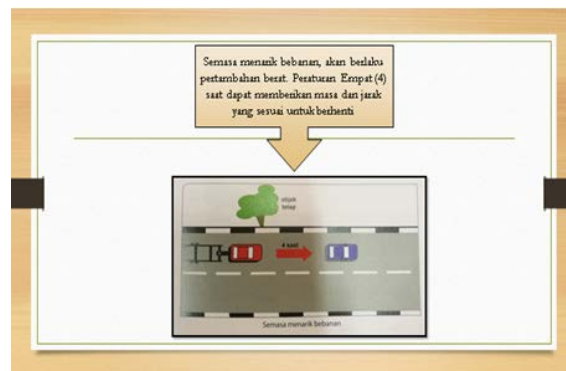 Semasa menarik bebanan, akan berlaku
pertambahan berat. Peraturan Empat (4)
saat dapat memberikan masa dan jarak
yang sesuai untuk berhenti
objek
tetap
4 saat
Semasa menarik bebanan